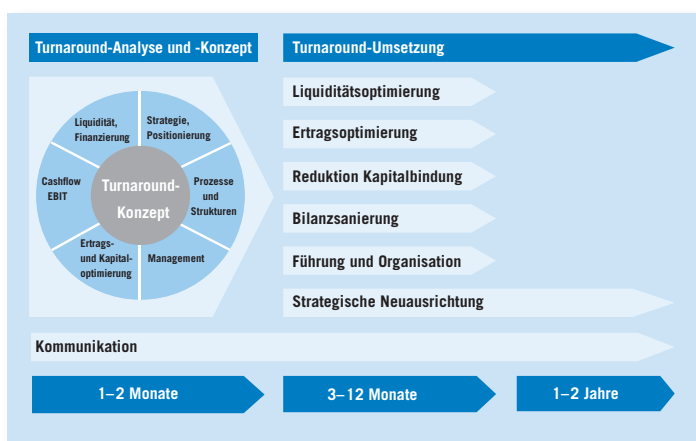 Turnaround-Analyse und -Konzept
Turnaround-Umsetzung
Liquidität,
Finanzierung
Strategie,
Positionierung
Cashflow
EBIT
Turnaround-
Konzept
Prozesse
und
Strukturen
Ertrags-
und Kapital-
optimierung
Management
Liquiditätsoptimierung
Ertragsoptimierung
Reduktion Kapitalbindung
Bilanzsanierung
Führung und Organisation
Strategische Neuausrichtung
Kommunikation
1–2 Monate
3–12 Monate
1–2 Jahre